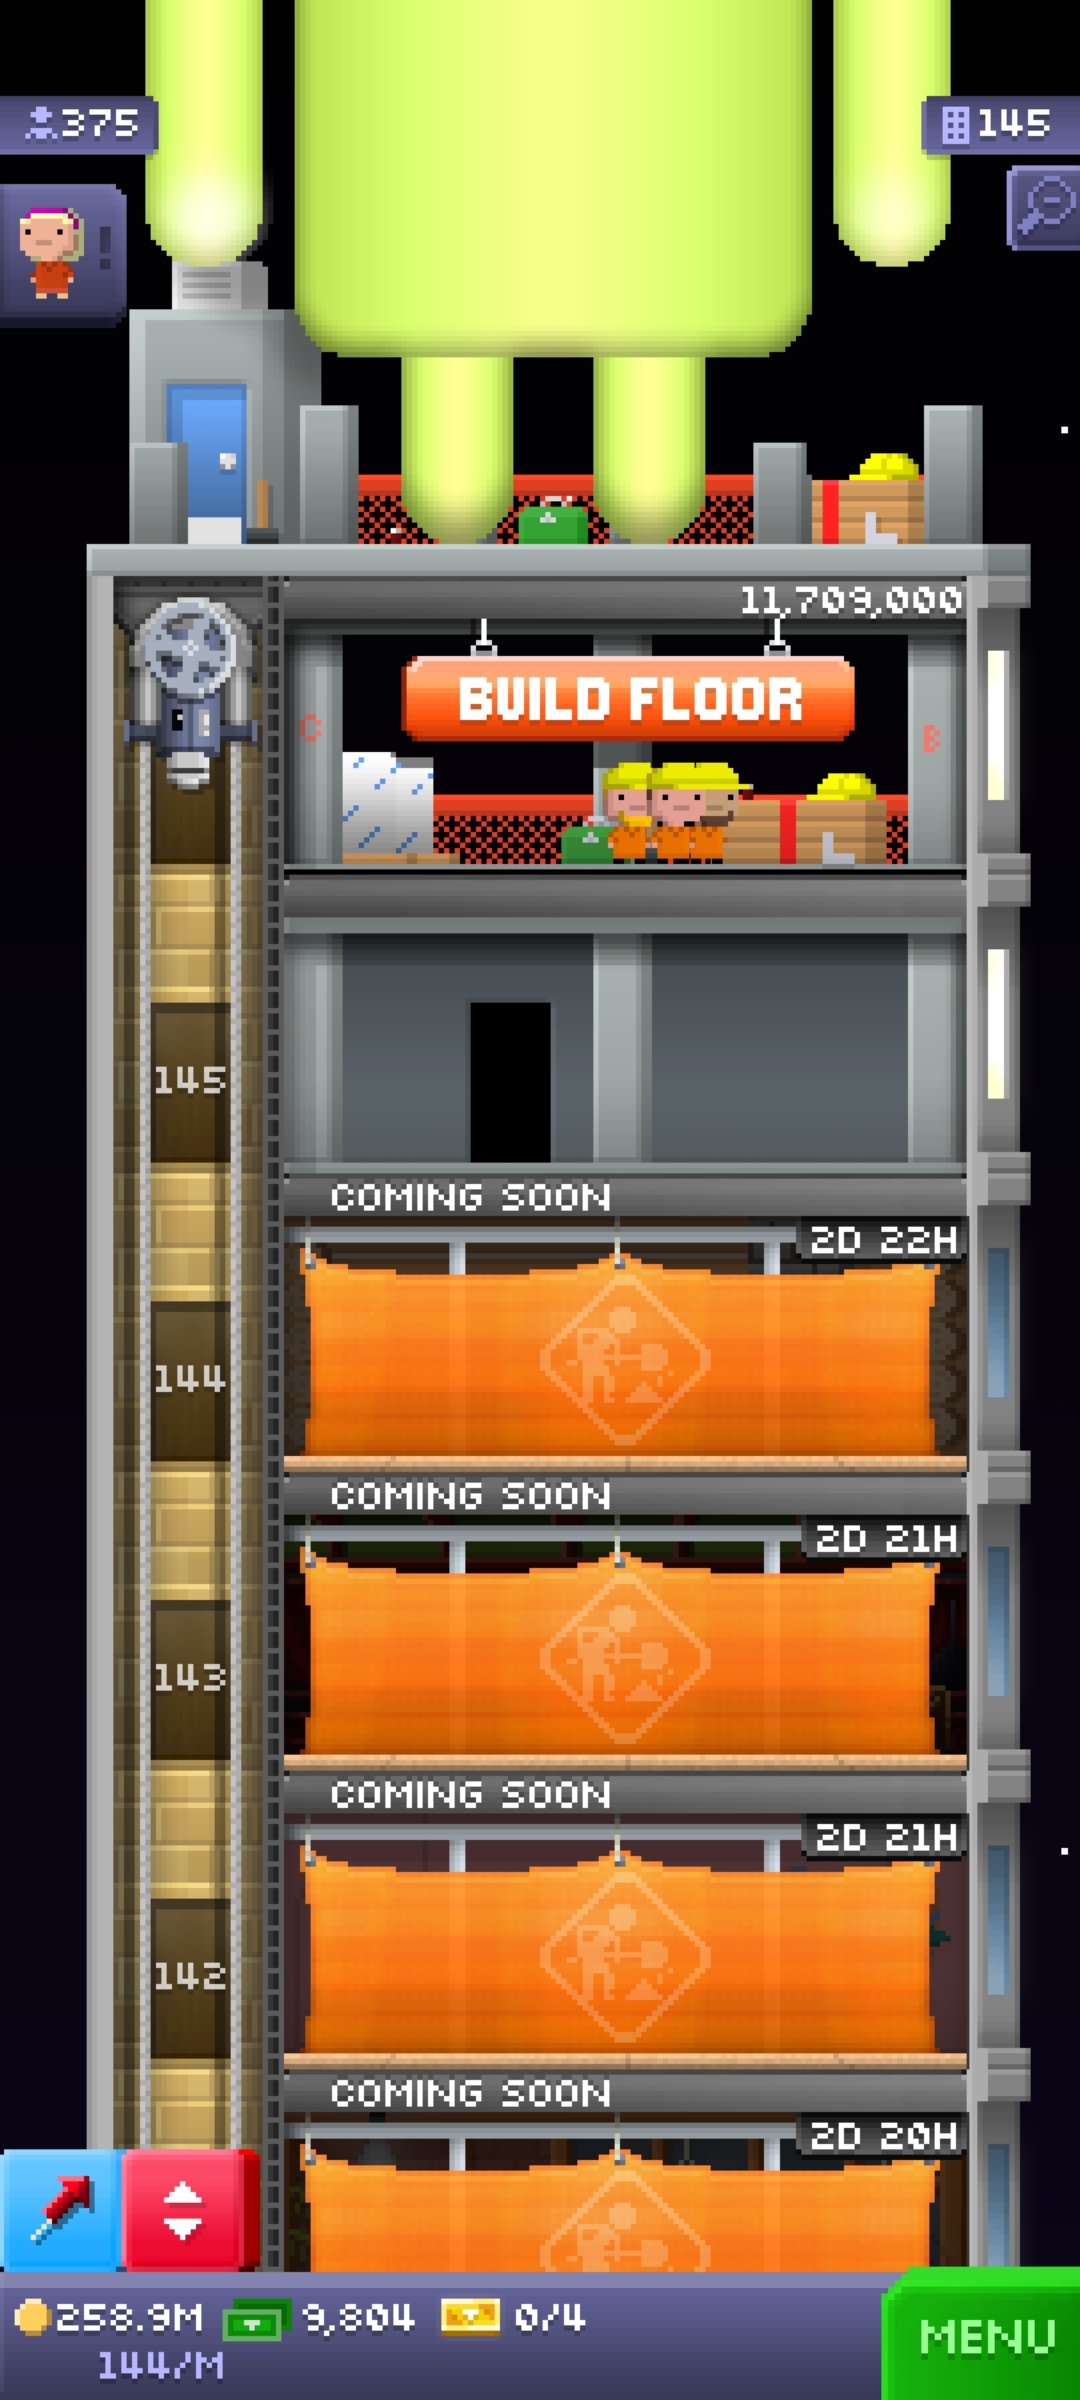 375
145
!
11,709,000
BUILD FLOOR
C
B
145
COMING SOON
2D 22H
144
COMING SOON
2D 21H
143
COMING SOON
2D 21H
142
COMING SOON
2D 20H
258.9M 9,804 0/4
144/M
MENU